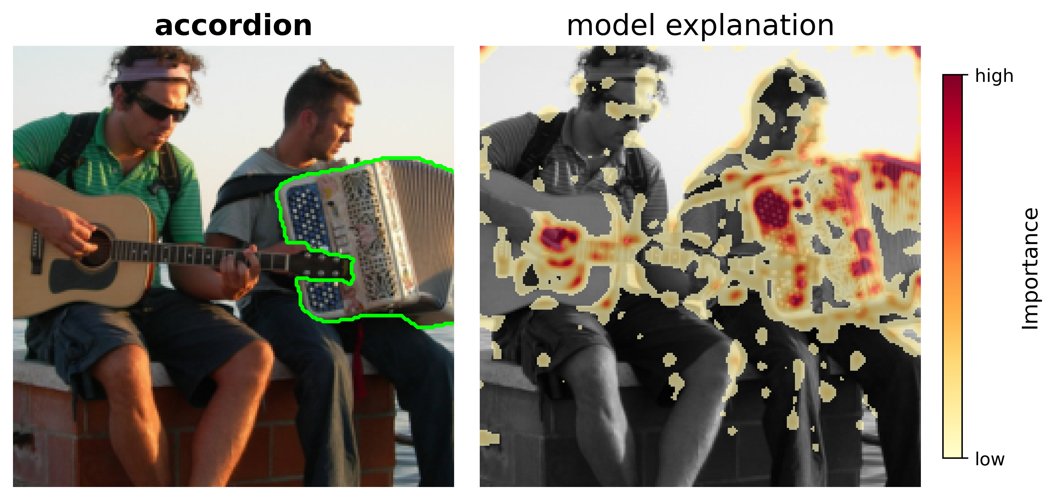 accordion
model explanation
high
Importance
low